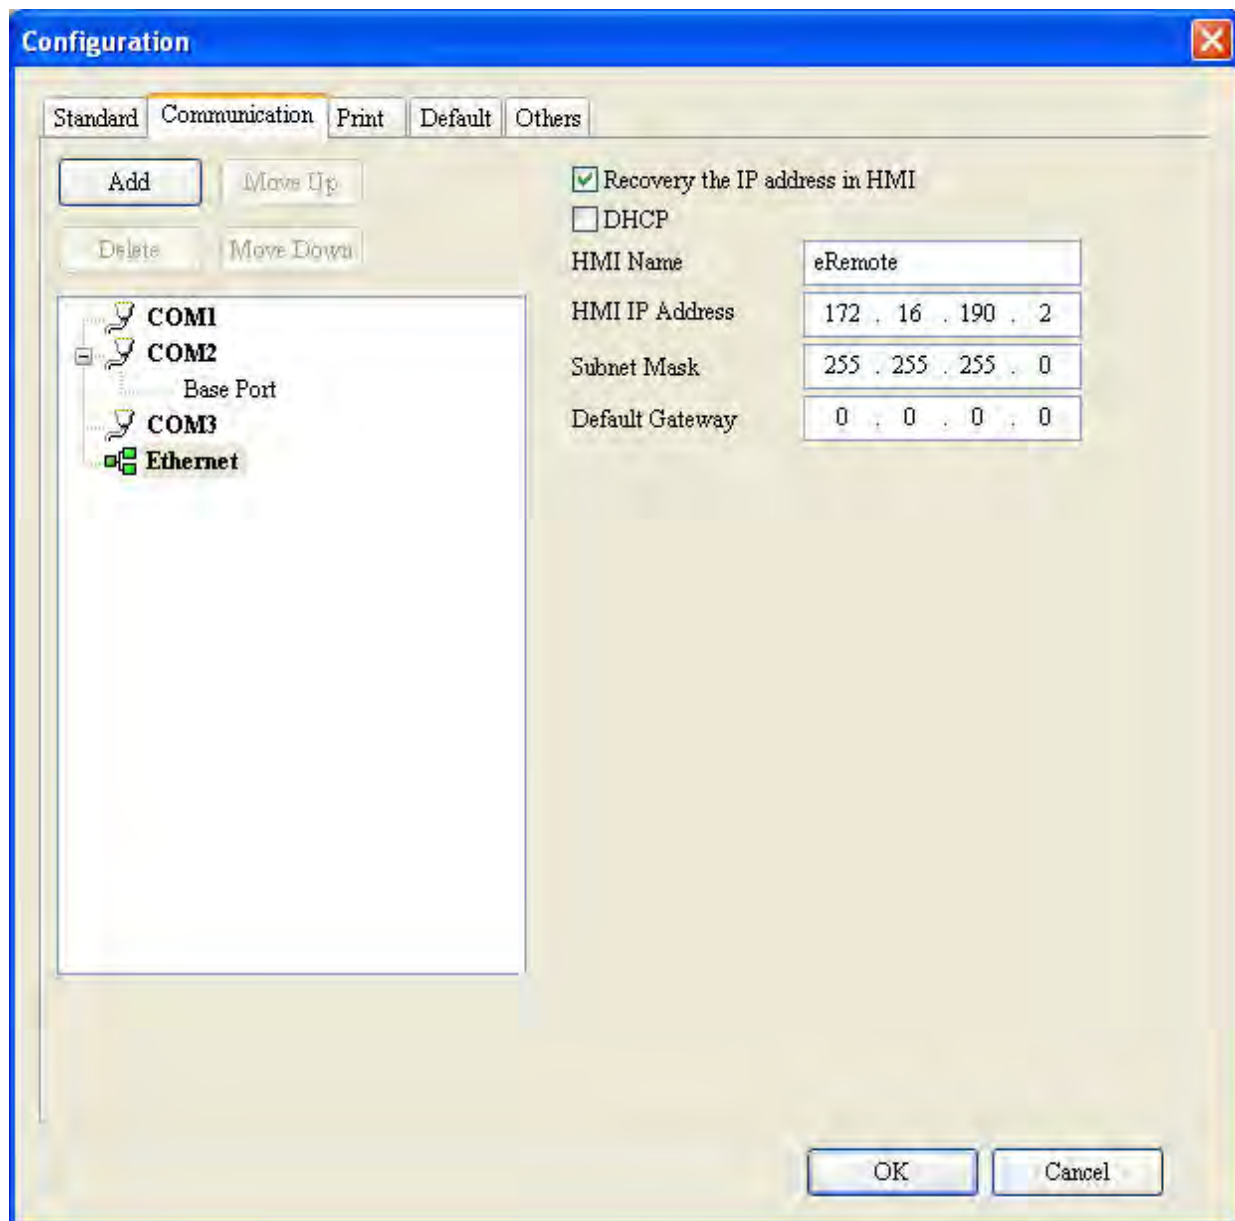 Configuration
Standard Communication Print Default Others
Add Move Up
Delete Move Down
COM1
COM2
Base Port
COM3
Ethernet
Recovery the IP address in HMI
DHCP
HMI Name eRemote
HMI IP Address 172 . 16 . 190 . 2
Subnet Mask 255 . 255 . 255 . 0
Default Gateway 0 . 0 . 0 . 0
OK Cancel